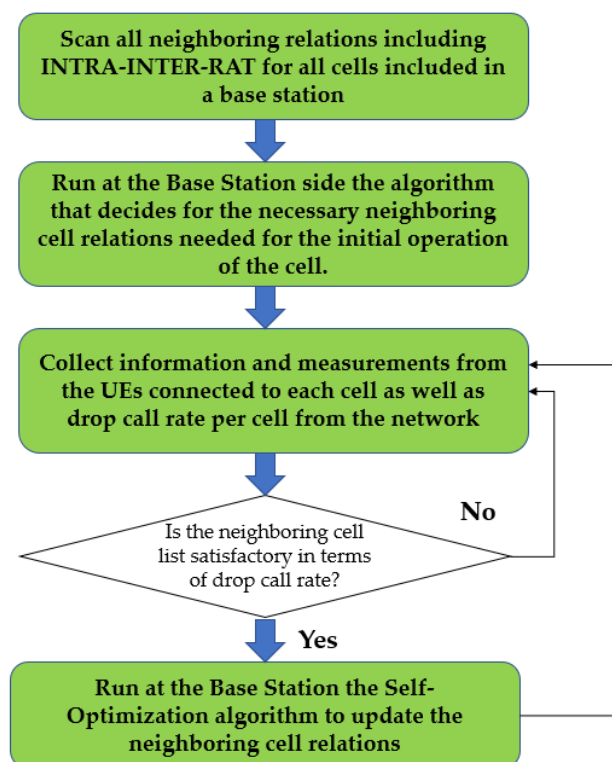 Scan all neighboring relations including
INTRA-INTER-RAT for all cells included in
a base station
Run at the Base Station side the algorithm
that decides for the necessary neighboring
cell relations needed for the initial operation
of the cell.
Collect information and measurements from
the UEs connected to each cell as well as
drop call rate per cell from the network
Is the neighboring cell
list satisfactory in terms
of drop call rate?
No
Yes
Run at the Base Station the Self-
Optimization algorithm to update the
neighboring cell relations